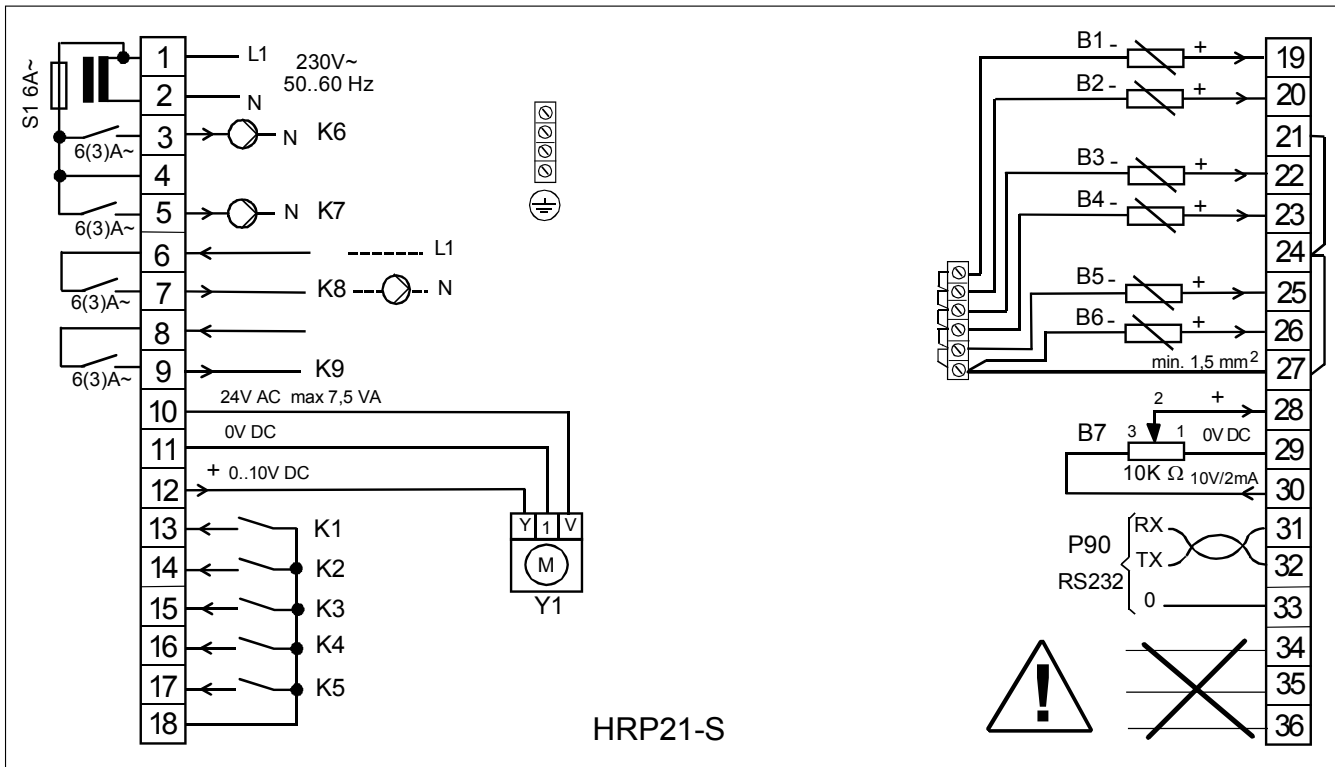 S1 6A~
1
L1
230V~
50..60 Hz
2
N
3
6(3)A~
N K6
4
5
6(3)A~
N K7
6
L1
7
6(3)A~
K8
N
8
9
6(3)A~
K9
10
24V AC max 7,5 VA
11
0V DC
12
+ 0..10V DC
Y 1 V
M
Y1
13
K1
14
K2
15
K3
16
K4
17
K5
18
HRP21-S
B1 - + 19
B2 - + 20
21
B3 - + 22
B4 - + 23
24
B5 - + 25
B6 - + 26
min. 1,5 mm² 27
2 + 28
B7 3 1 0V DC 29
10K Ω 10V/2mA 30
P90
RS232
RX 31
TX 32
0 33
34
35
36
!